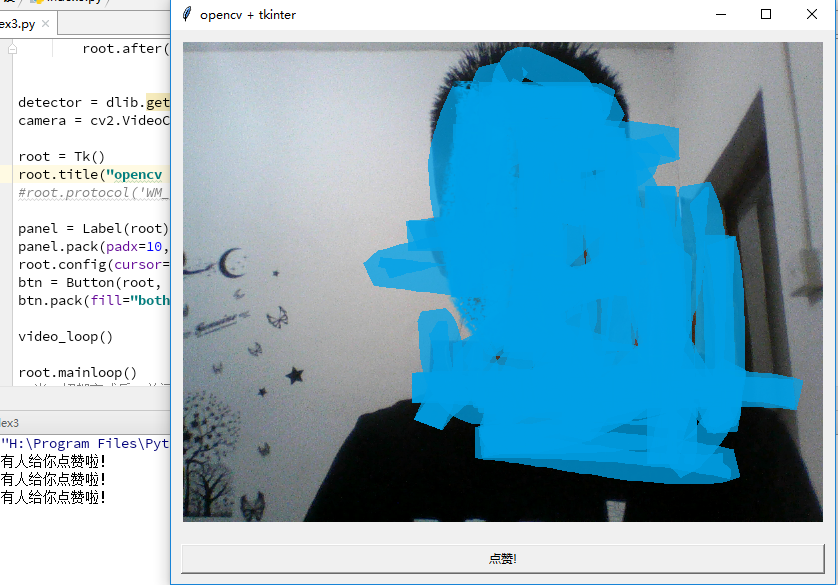 opencv + tkinter
ex3.py
root.after(
detector = dlib.get
camera = cv2.VideoC
root = Tk()
root.title("opencv
#root.protocol('WM_
panel = Label(root)
panel.pack(padx=10,
root.config(cursor=
btn = Button(root,
btn.pack(fill="both
video_loop()
root.mainloop()
dex3
"H:\Program Files\Pyt
有人给你点赞啦!
有人给你点赞啦!
有人给你点赞啦!
点赞!